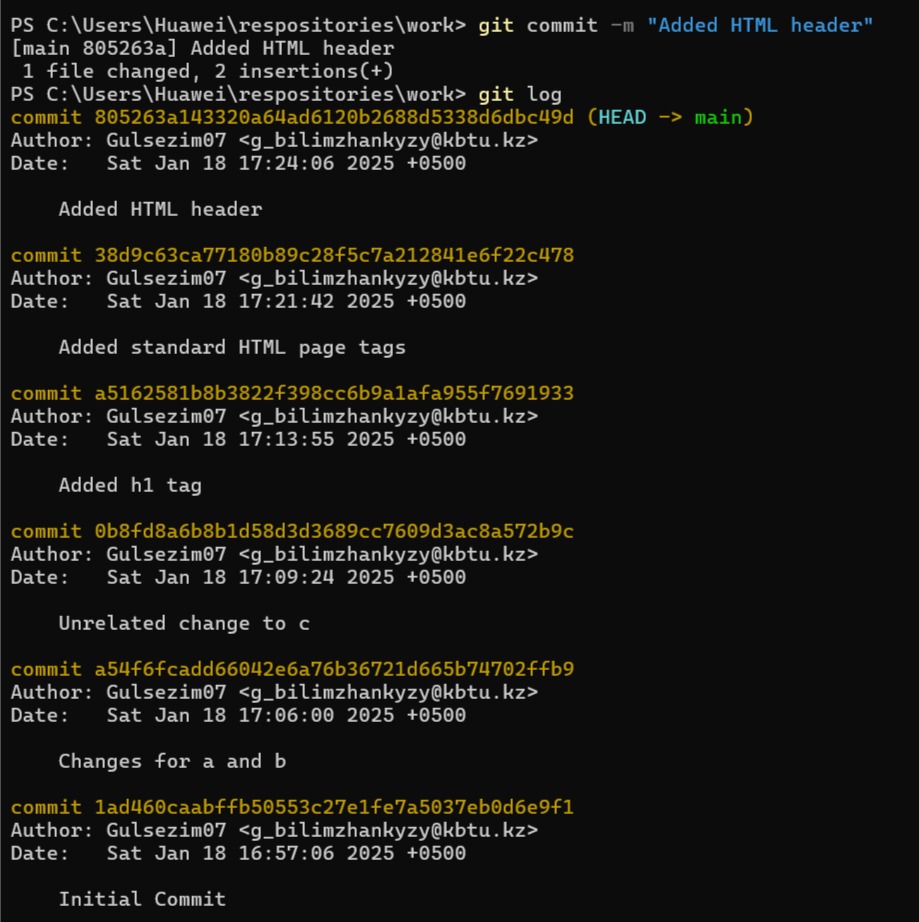 PS C:\Users\Huawei\respositories\work> git commit -m "Added HTML header"
[main 805263a] Added HTML header
 1 file changed, 2 insertions(+)
PS C:\Users\Huawei\respositories\work> git log
commit 805263a143320a64ad6120b2688d5338d6dbc49d (HEAD -> main)
Author: Gulsezim07 <g_bilimzhankyzy@kbtu.kz>
Date:   Sat Jan 18 17:24:06 2025 +0500
    Added HTML header
commit 38d9c63ca77180b89c28f5c7a212841e6f22c478
Author: Gulsezim07 <g_bilimzhankyzy@kbtu.kz>
Date:   Sat Jan 18 17:21:42 2025 +0500
    Added standard HTML page tags
commit a5162581b8b3822f398cc6b9a1afa955f7691933
Author: Gulsezim07 <g_bilimzhankyzy@kbtu.kz>
Date:   Sat Jan 18 17:13:55 2025 +0500
    Added h1 tag
commit 0b8fd8a6b8b1d58d3d3689cc7609d3ac8a572b9c
Author: Gulsezim07 <g_bilimzhankyzy@kbtu.kz>
Date:   Sat Jan 18 17:09:24 2025 +0500
    Unrelated change to c
commit a54f6fcadd66042e6a76b36721d665b74702ffb9
Author: Gulsezim07 <g_bilimzhankyzy@kbtu.kz>
Date:   Sat Jan 18 17:06:00 2025 +0500
    Changes for a and b
commit 1ad460caabffb50553c27e1fe7a5037eb0d6e9f1
Author: Gulsezim07 <g_bilimzhankyzy@kbtu.kz>
Date:   Sat Jan 18 16:57:06 2025 +0500
    Initial Commit